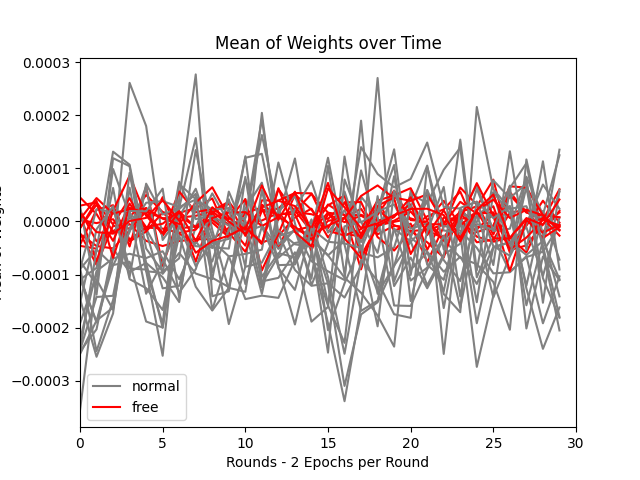 Mean of Weights over Time
0.0003
0.0002
0.0001
0.0000
−0.0001
−0.0002
−0.0003
normal
free
0 5 10 15 20 25 30
Rounds - 2 Epochs per Round